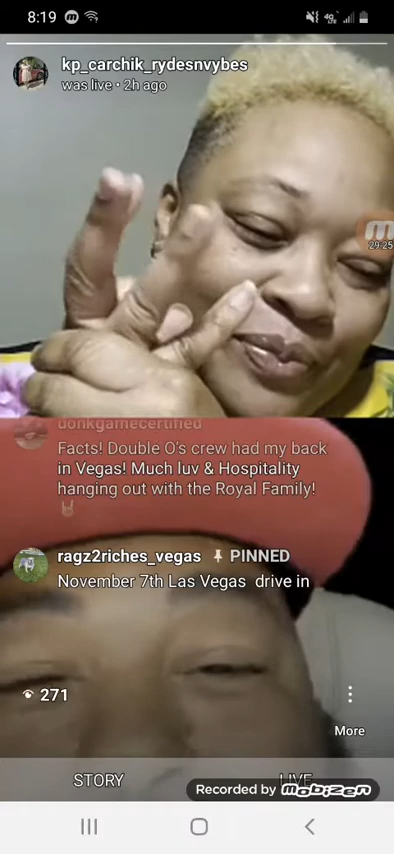 8:19
kp_carchik_rydesnvybes
was live • 2h ago
29:25
donkgamecertified
Facts! Double O's crew had my back
in Vegas! Much luv & Hospitality
hanging out with the Royal Family!
ragz2riches_vegas PINNED
November 7th Las Vegas drive in
271
More
STORY
LIVE
Recorded by mobizen